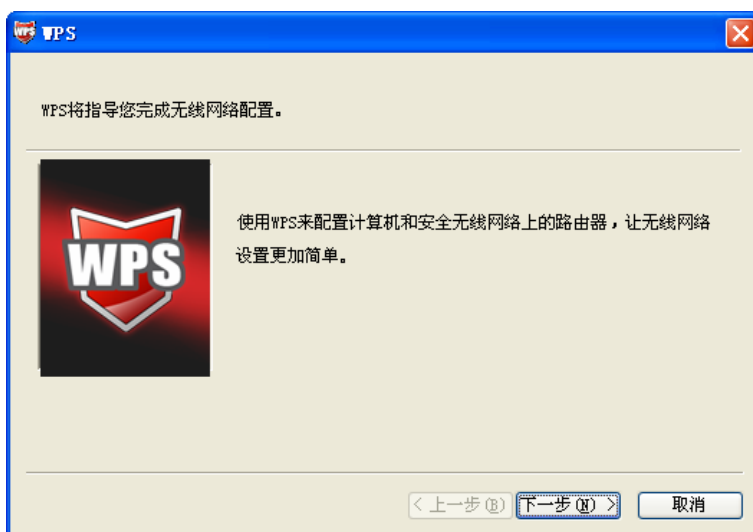 WPS
WPS
WPS将指导您完成无线网络配置。
WPS
使用WPS来配置计算机和安全无线网络上的路由器，让无线网络
设置更加简单。
< 上一步(B)
下一步(N) >
取消